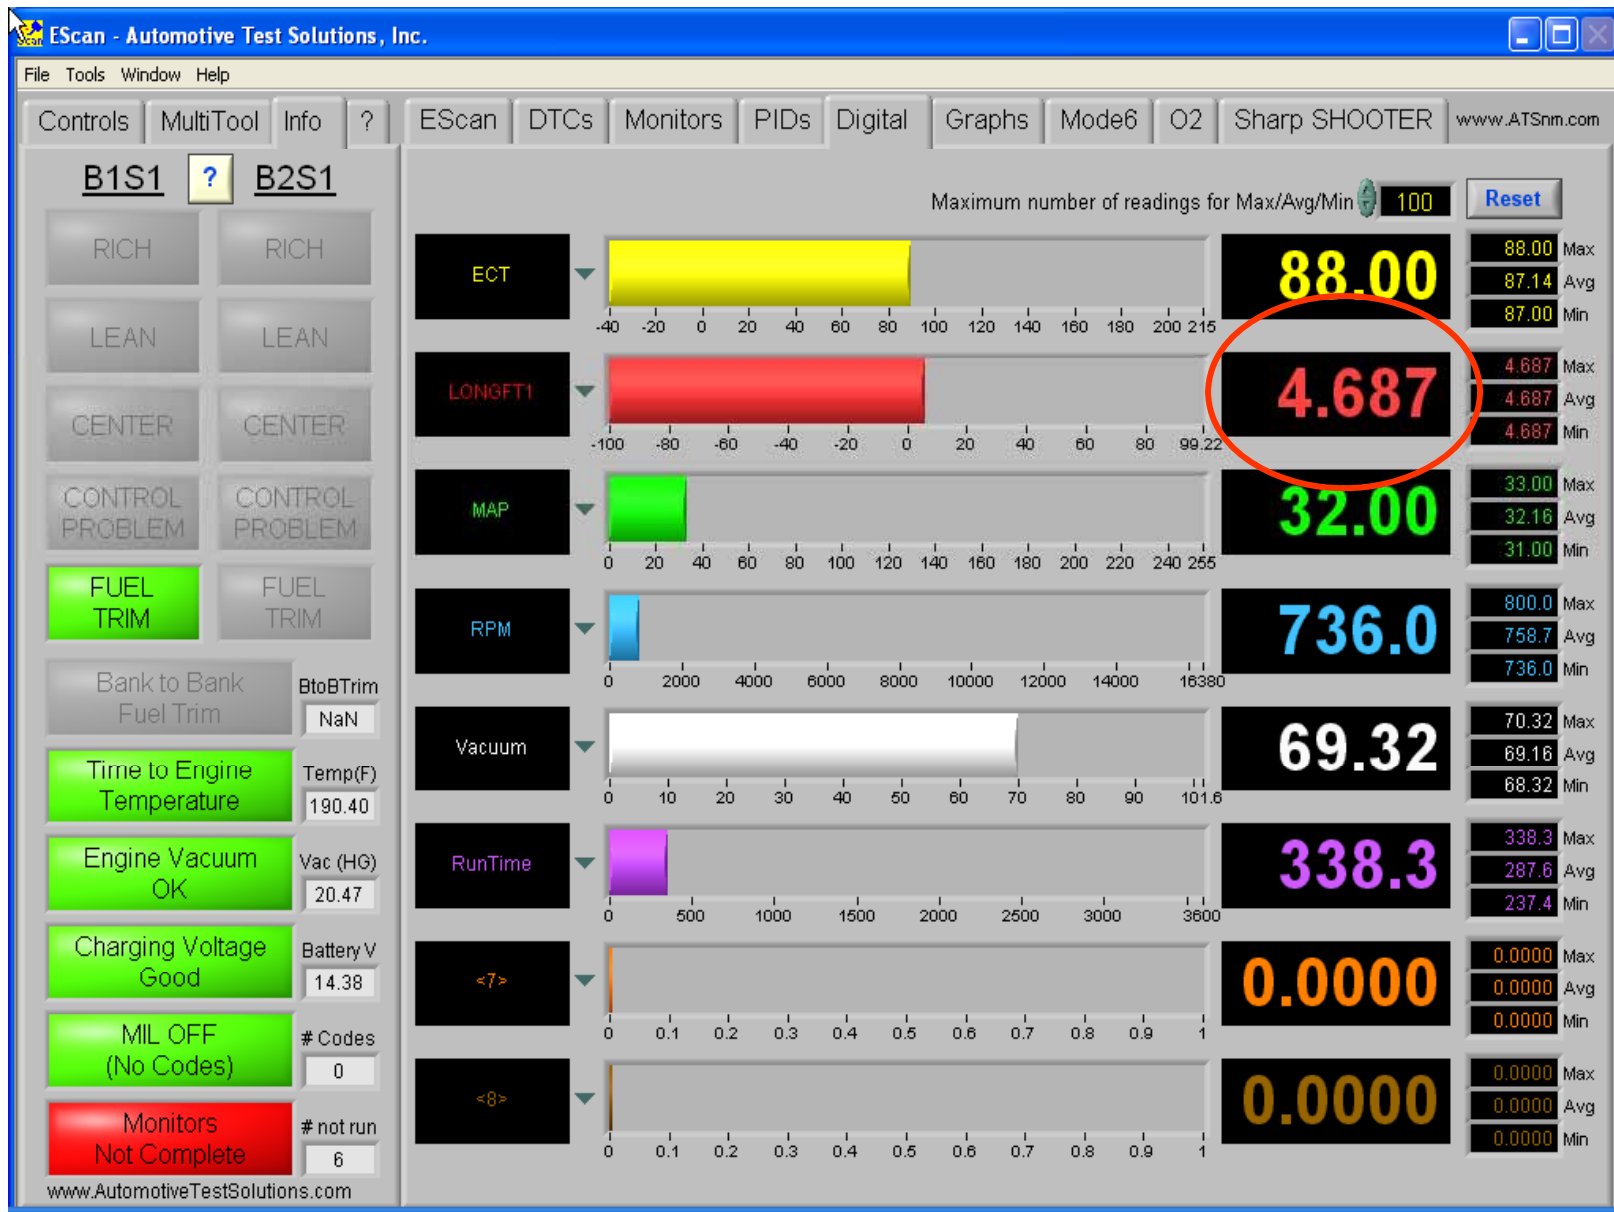 EScan - Automotive Test Solutions, Inc.
File Tools Window Help
Controls MultiTool Info ?
EScan DTCs Monitors PIDs Digital Graphs Mode6 O2 Sharp SHOOTER www.ATSnm.com
B1S1 ? B2S1
RICH RICH
LEAN LEAN
CENTER CENTER
CONTROL PROBLEM CONTROL PROBLEM
FUEL TRIM FUEL TRIM
Bank to Bank Fuel Trim BtoBTrim NaN
Time to Engine Temperature Temp(F) 190.40
Engine Vacuum OK Vac (HG) 20.47
Charging Voltage Good Battery V 14.38
MIL OFF (No Codes) # Codes 0
Monitors Not Complete # not run 6
www.AutomotiveTestSolutions.com
Maximum number of readings for Max/Avg/Min 100 Reset
ECT 88.00
-40 -20 0 20 40 60 80 100 120 140 160 180 200 215
88.00 Max
87.14 Avg
87.00 Min
LONGFT1 4.687
-100 -80 -60 -40 -20 0 20 40 60 80 99.22
4.687 Max
4.687 Avg
4.687 Min
MAP 32.00
0 20 40 60 80 100 120 140 160 180 200 220 240 255
33.00 Max
32.16 Avg
31.00 Min
RPM 736.0
0 2000 4000 6000 8000 10000 12000 14000 16380
800.0 Max
758.7 Avg
736.0 Min
Vacuum 69.32
0 10 20 30 40 50 60 70 80 90 101.6
70.32 Max
69.16 Avg
68.32 Min
RunTime 338.3
0 500 1000 1500 2000 2500 3000 3600
338.3 Max
287.6 Avg
237.4 Min
<7> 0.0000
0 0.1 0.2 0.3 0.4 0.5 0.6 0.7 0.8 0.9 1
0.0000 Max
0.0000 Avg
0.0000 Min
<8> 0.0000
0 0.1 0.2 0.3 0.4 0.5 0.6 0.7 0.8 0.9 1
0.0000 Max
0.0000 Avg
0.0000 Min